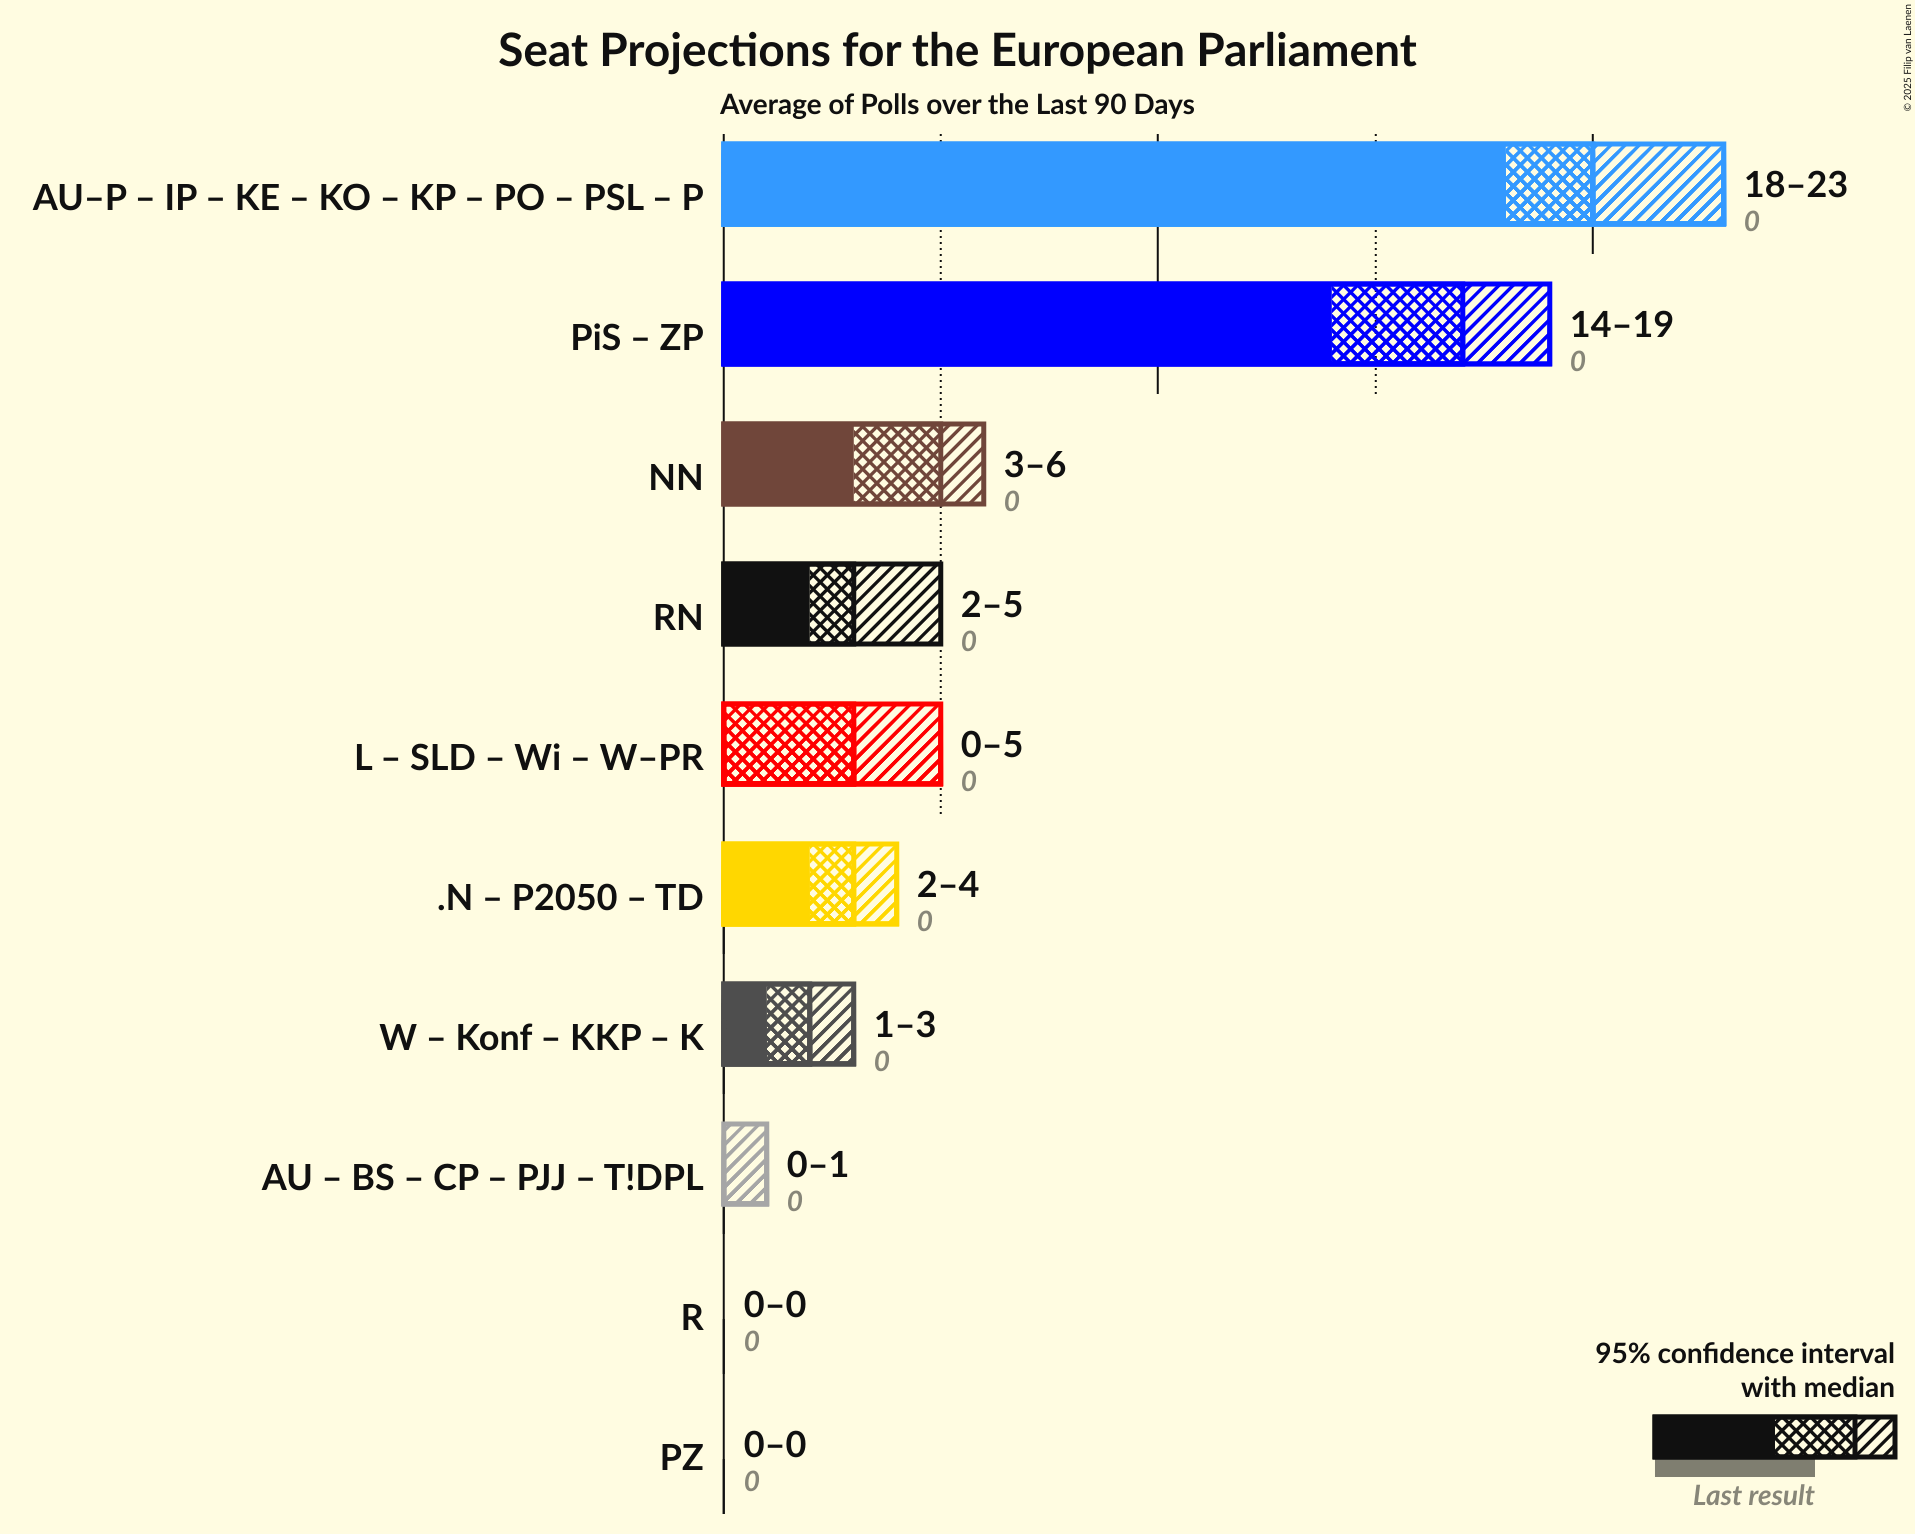 Seat Projections for the European Parliament
Average of Polls over the Last 90 Days
© 2025 Filip van Laenen
AU–P – IP – KE – KO – KP – PO – PSL – P
18–23
0
PiS – ZP
14–19
0
NN
3–6
0
RN
2–5
0
L – SLD – Wi – W–PR
0–5
0
.N – P2050 – TD
2–4
0
W – Konf – KKP – K
1–3
0
AU – BS – CP – PJJ – T!DPL
0–1
0
R
0–0
0
PZ
0–0
0
95% confidence interval
with median
Last result